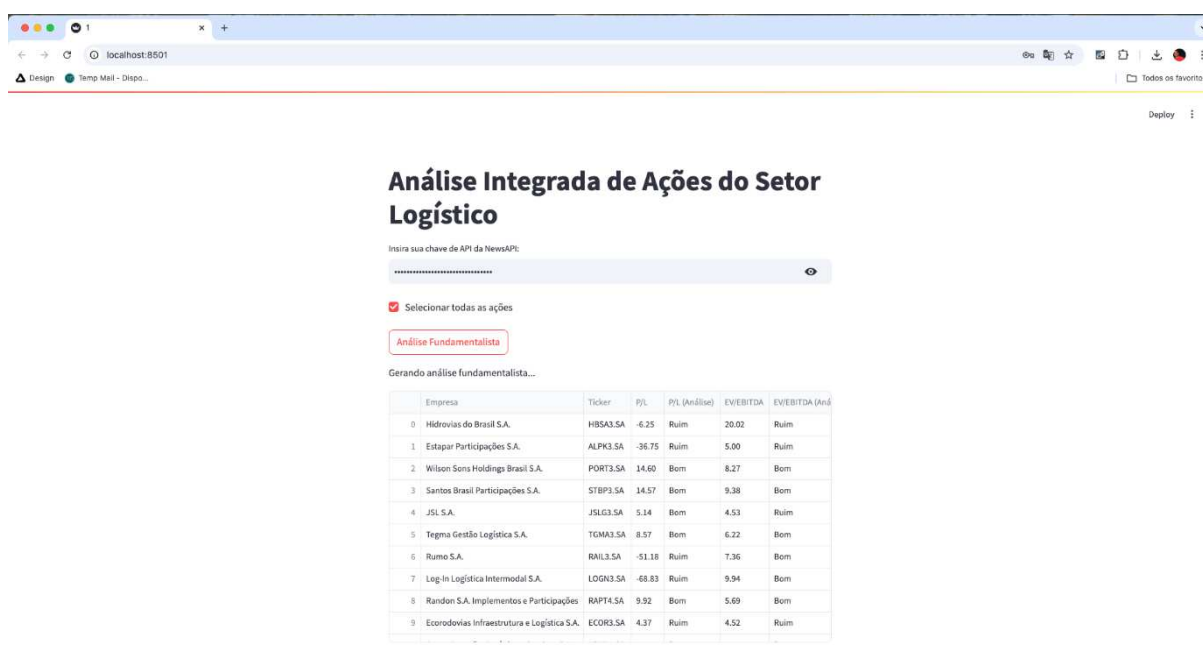 1
localhost:8501
Design Temp Mail - Dispo...
Todos os favorito
Deploy
Análise Integrada de Ações do Setor
Logístico
Insira sua chave de API da NewsAPI:
Selecionar todas as ações
Análise Fundamentalista
Gerando análise fundamentalista...
Empresa Ticker P/L P/L (Análise) EV/EBITDA EV/EBITDA (Aná
0 Hidrovias do Brasil S.A. HBSA3.SA -6.25 Ruim 20.02 Ruim
1 Estapar Participações S.A. ALPK3.SA -36.75 Ruim 5.00 Ruim
2 Wilson Sons Holdings Brasil S.A. PORT3.SA 14.60 Bom 8.27 Bom
3 Santos Brasil Participações S.A. STBP3.SA 14.57 Bom 9.38 Bom
4 JSL S.A. JSLG3.SA 5.14 Bom 4.53 Ruim
5 Tegma Gestão Logística S.A. TGMA3.SA 8.57 Bom 6.22 Bom
6 Rumo S.A. RAIL3.SA -51.18 Ruim 7.36 Bom
7 Log-In Logística Intermodal S.A. LOGN3.SA -68.83 Ruim 9.94 Bom
8 Randon S.A. Implementos e Participações RAPT4.SA 9.92 Bom 5.69 Bom
9 Ecorodovias Infraestrutura e Logística S.A. ECOR3.SA 4.37 Ruim 4.52 Ruim